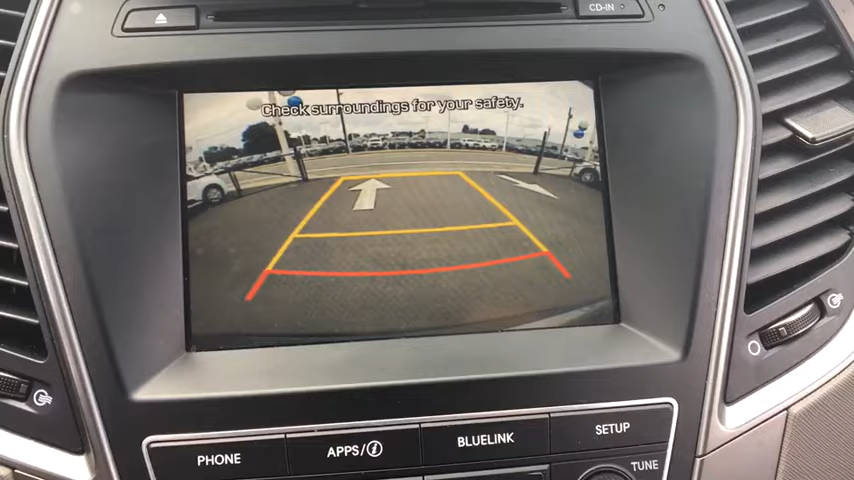 CD-IN
Check surroundings for your safety.
PHONE
APPS/i
BLUELINK
SETUP
TUNE